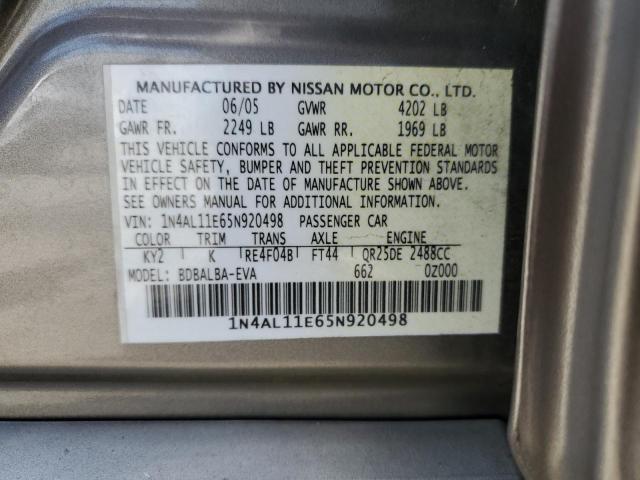 MANUFACTURED BY NISSAN MOTOR CO., LTD.
DATE 06/05 GVWR 4202 LB
GAWR FR. 2249 LB GAWR RR. 1969 LB
THIS VEHICLE CONFORMS TO ALL APPLICABLE FEDERAL MOTOR
VEHICLE SAFETY, BUMPER AND THEFT PREVENTION STANDARDS
IN EFFECT ON THE DATE OF MANUFACTURE SHOWN ABOVE.
SEE OWNERS MANUAL FOR ADDITIONAL INFORMATION.
VIN: 1N4AL11E65N920498 PASSENGER CAR
COLOR TRIM TRANS AXLE ENGINE
KY2 K RE4F04B FT44 QR25DE 2488CC
MODEL: BDBALBA-EVA 662 0Z000
1N4AL11E65N920498